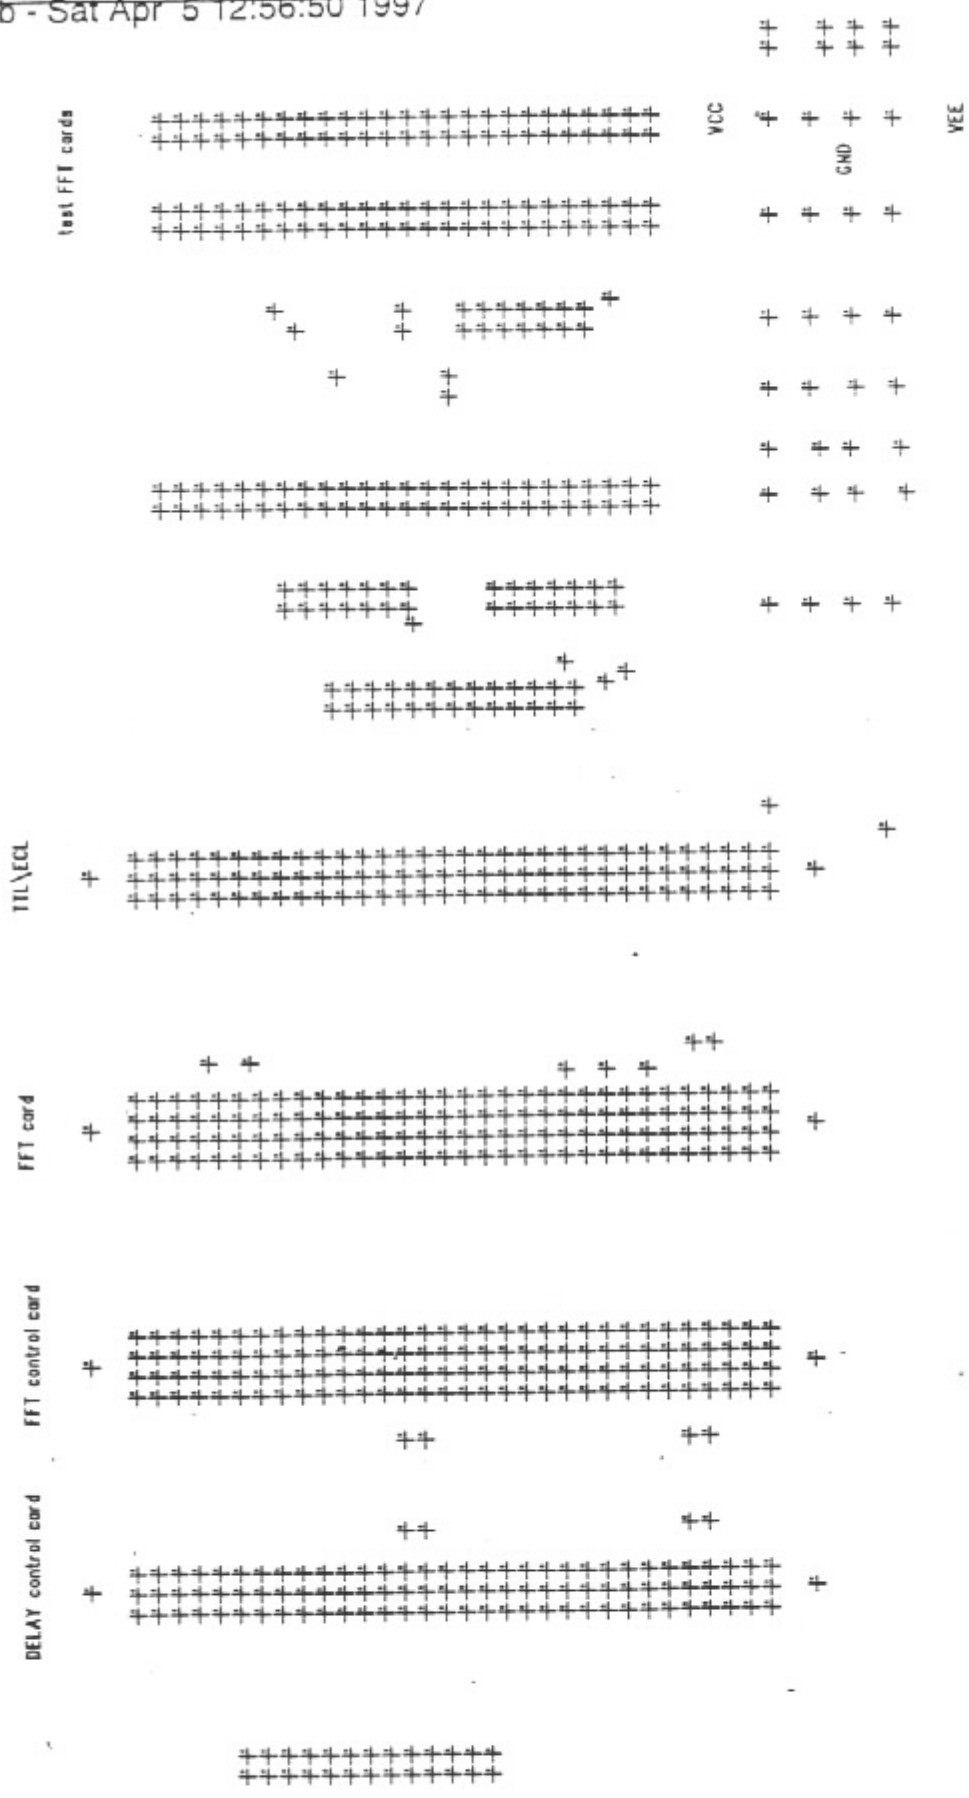 - Sat Apr 5 12:56:50 1997
test FFT cards
VCC
GND
VEE
TTL\ECL
FFT card
FFT control card
DELAY control card